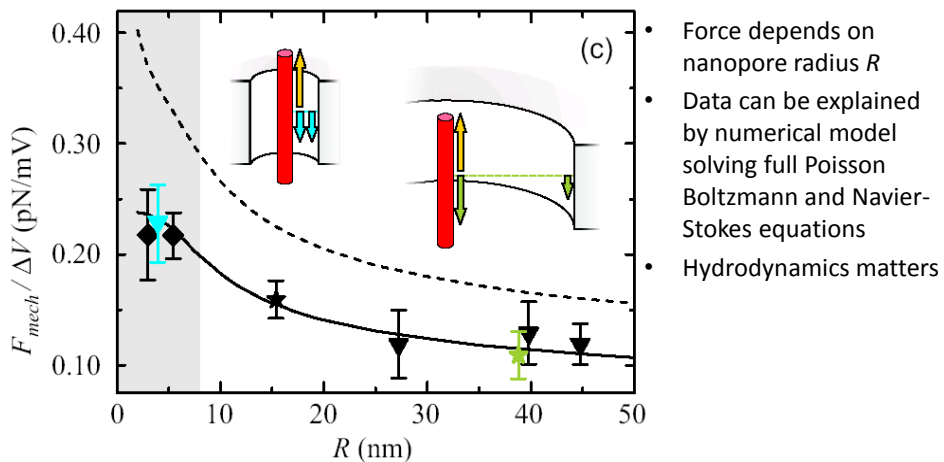 0.40
0.30
0.20
0.10
F_mech / ΔV (pN/mV)
(c)
0
10
20
30
40
50
R (nm)
• Force depends on
nanopore radius R
• Data can be explained
by numerical model
solving full Poisson
Boltzmann and Navier-
Stokes equations
• Hydrodynamics matters